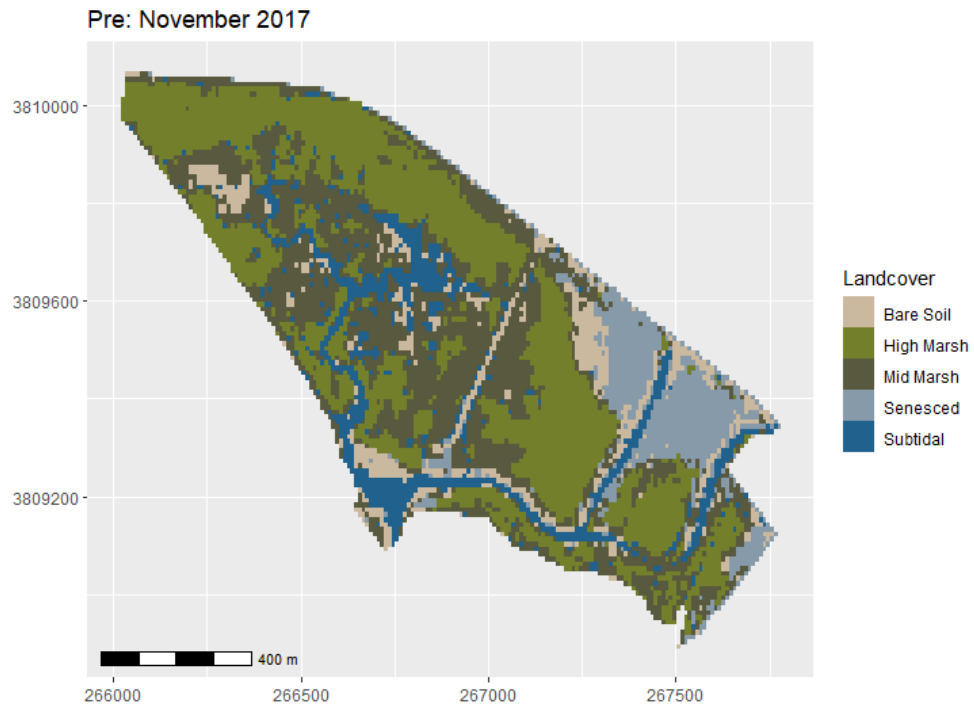 Pre: November 2017
3810000
3809600
3809200
400 m
266000 266500 267000 267500
Landcover
Bare Soil
High Marsh
Mid Marsh
Senesced
Subtidal